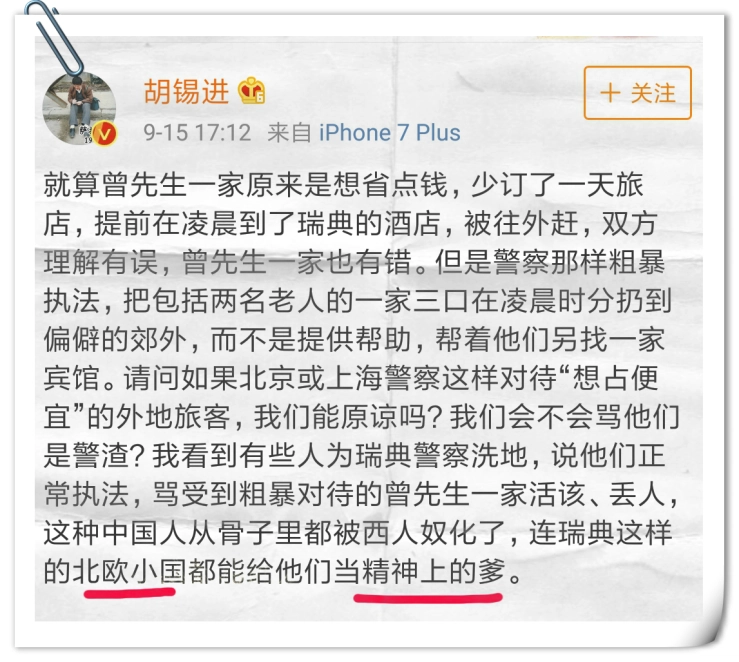 胡锡进
+ 关注
9-15 17:12 来自 iPhone 7 Plus
就算曾先生一家原来是想省点钱，少订了一天旅
店，提前在凌晨到了瑞典的酒店，被往外赶，双方
理解有误，曾先生一家也有错。但是警察那样粗暴
执法，把包括两名老人的一家三口在凌晨时分扔到
偏僻的郊外，而不是提供帮助，帮着他们另找一家
宾馆。请问如果北京或上海警察这样对待“想占便
宜”的外地旅客，我们能原谅吗？我们会不会骂他们
是警渣？我看到有些人为瑞典警察洗地，说他们正
常执法，骂受到粗暴对待的曾先生一家活该、丢人，
这种中国人从骨子里都被西人奴化了，连瑞典这样
的北欧小国都能给他们当精神上的爹。